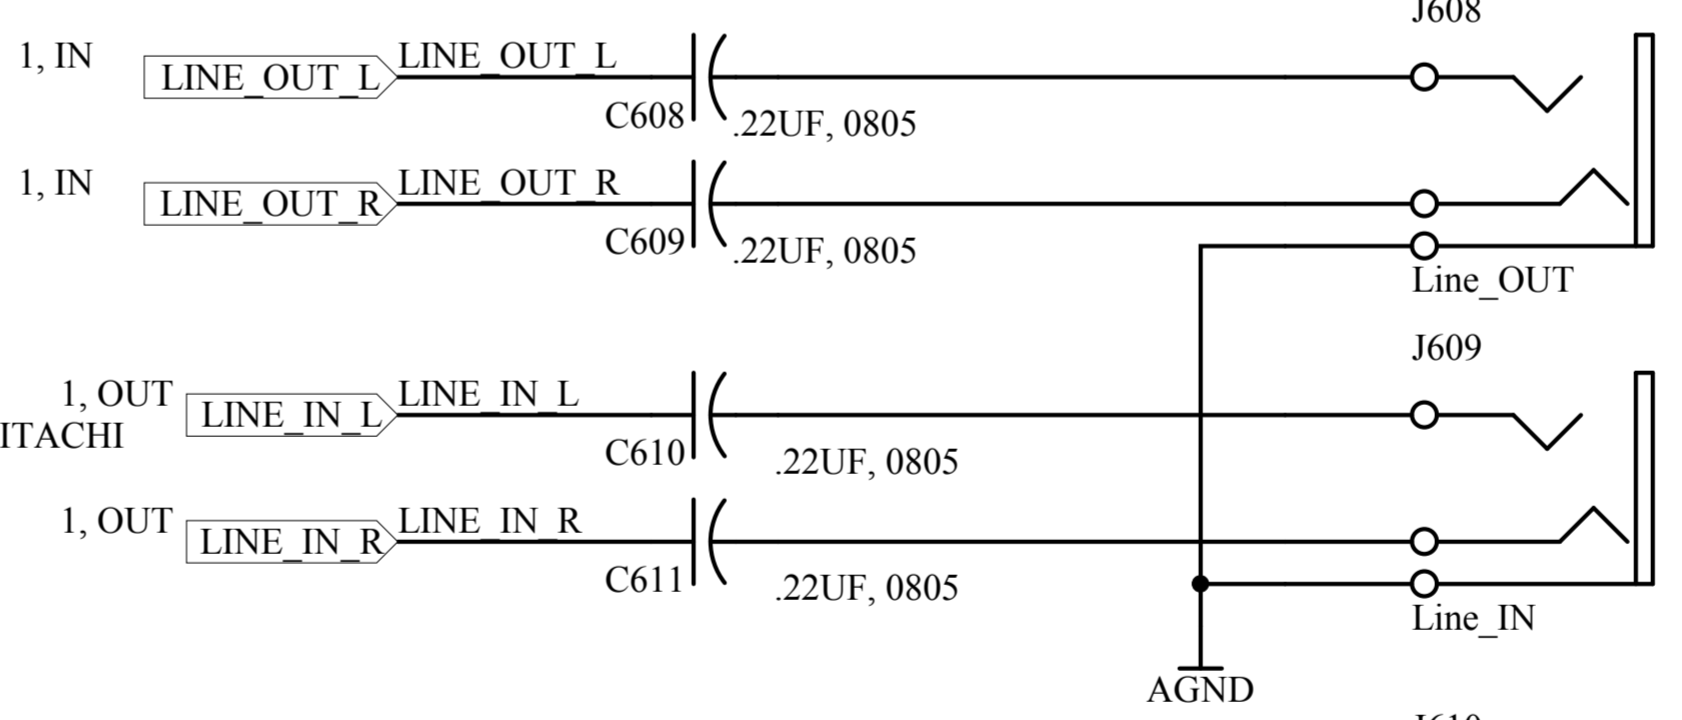 J608
1, IN
LINE_OUT_L
LINE_OUT_L
C608
.22UF, 0805
1, IN
LINE_OUT_R
LINE_OUT_R
C609
.22UF, 0805
Line_OUT
J609
1, OUT
LINE_IN_L
LINE_IN_L
ITACHI
C610
.22UF, 0805
1, OUT
LINE_IN_R
LINE_IN_R
C611
.22UF, 0805
Line_IN
AGND